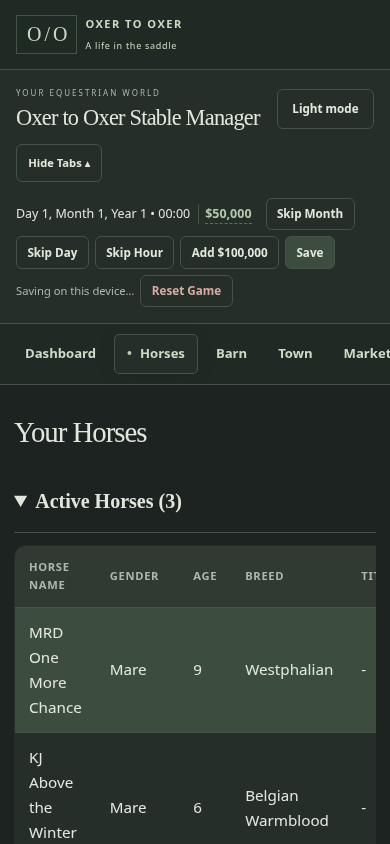 O/O
OXER TO OXER
A life in the saddle
YOUR EQUESTRIAN WORLD
Oxer to Oxer Stable Manager
Light mode
Hide Tabs ▴
Day 1, Month 1, Year 1 • 00:00
$50,000
Skip Month
Skip Day
Skip Hour
Add $100,000
Save
Saving on this device...
Reset Game
Dashboard
• Horses
Barn
Town
Market
Your Horses
▼ Active Horses (3)
HORSE
NAME
GENDER
AGE
BREED
MRD
One
More
Chance
Mare
9
Westphalian
-
KJ
Above
the
Winter
Mare
6
Belgian
Warmblood
-